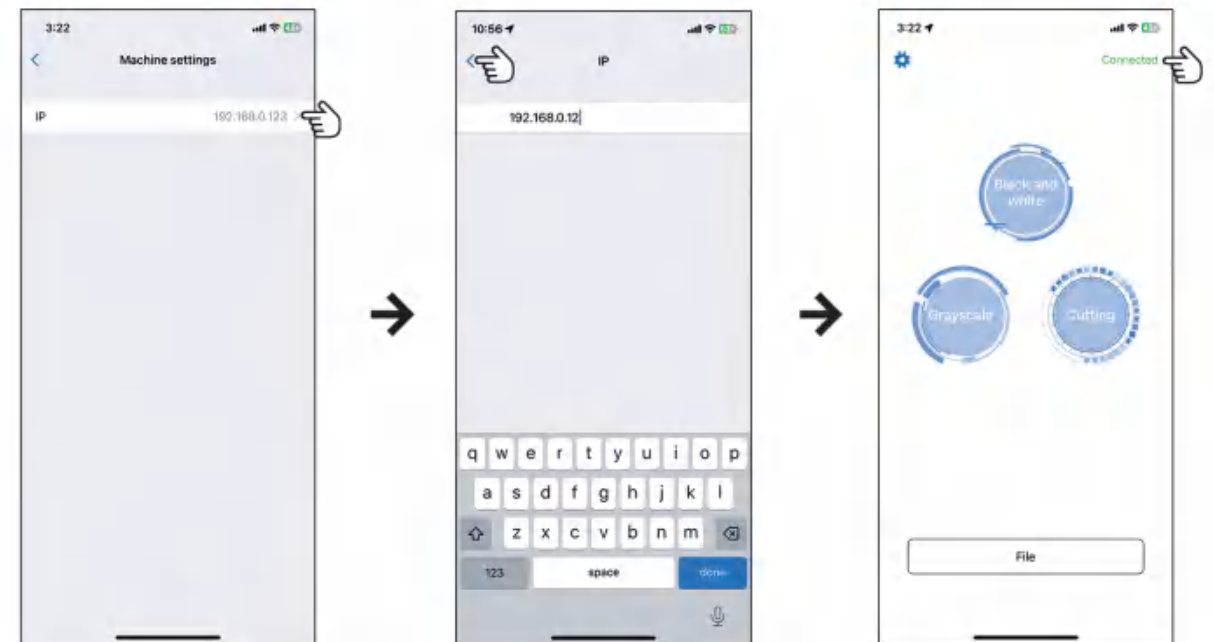 3:22
Machine settings
IP 192.168.0.123
10:56
IP
192.168.0.12
q w e r t y u i o p
a s d f g h j k l
z x c v b n m
123 space done
3:22
Connected
Black and
white
Grayscale
Cutting
File